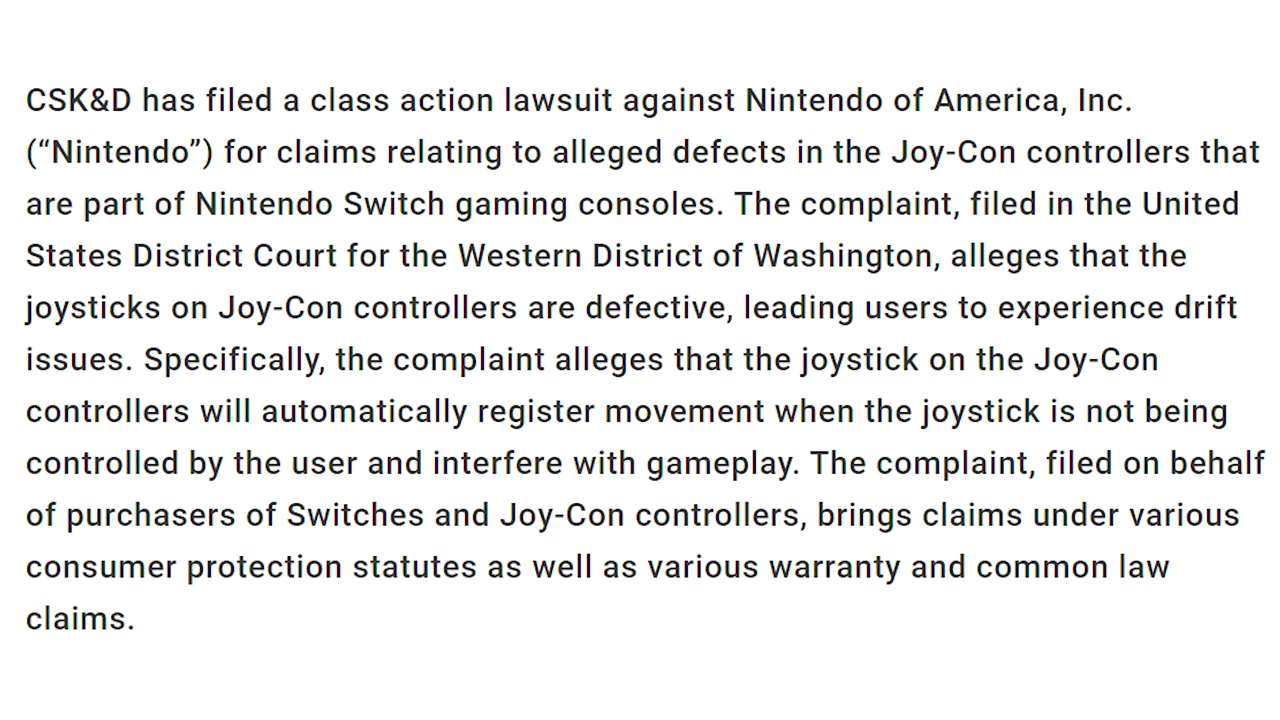 CSK&D has filed a class action lawsuit against Nintendo of America, Inc.
(“Nintendo”) for claims relating to alleged defects in the Joy-Con controllers that
are part of Nintendo Switch gaming consoles. The complaint, filed in the United
States District Court for the Western District of Washington, alleges that the
joysticks on Joy-Con controllers are defective, leading users to experience drift
issues. Specifically, the complaint alleges that the joystick on the Joy-Con
controllers will automatically register movement when the joystick is not being
controlled by the user and interfere with gameplay. The complaint, filed on behalf
of purchasers of Switches and Joy-Con controllers, brings claims under various
consumer protection statutes as well as various warranty and common law
claims.